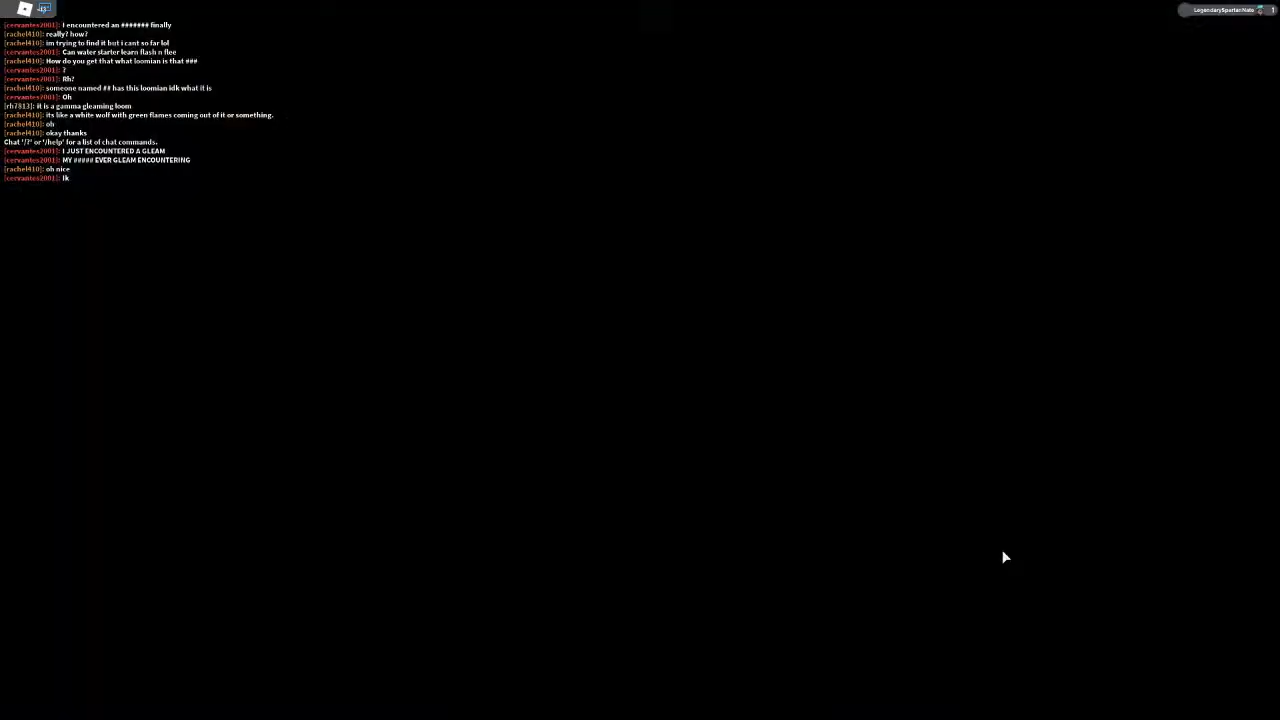 LegendarySpartanNate 1
[cervantes2001]: I encountered an ####### finally
[rachel410]: really? how?
[rachel410]: im trying to find it but i cant so far lol
[cervantes2001]: Can water starter learn flash n flee
[rachel410]: How do you get that what loomian is that ###
[cervantes2001]: ?
[cervantes2001]: Rh?
[rachel410]: someone named ## has this loomian idk what it is
[cervantes2001]: Oh
[rh7813]: it is a gamma gleaming loom
[rachel410]: its like a white wolf with green flames coming out of it or something.
[rachel410]: oh
[rachel410]: okay thanks
Chat '/?' or '/help' for a list of chat commands.
[cervantes2001]: I JUST ENCOUNTERED A GLEAM
[cervantes2001]: MY ##### EVER GLEAM ENCOUNTERING
[rachel410]: oh nice
[cervantes2001]: Ik